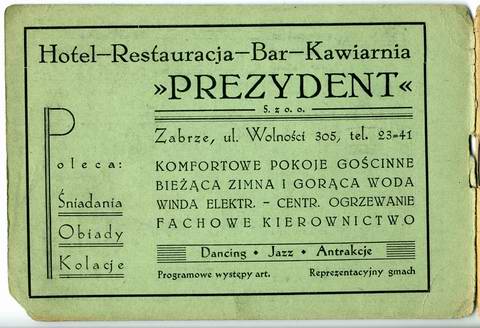 Hotel–Restauracja–Bar–Kawiarnia
»PREZYDENT«
S. z o. o.
Zabrze, ul. Wolności 305, tel. 23-41
Poleca:
Śniadania
Obiady
Kolacje
KOMFORTOWE POKOJE GOŚCINNE
BIEŻĄCA ZIMNA I GORĄCA WODA
WINDA ELEKTR. – CENTR. OGRZEWANIE
FACHOWE KIEROWNICTWO
Dancing • Jazz • Antrakcje
Programowe występy art. Reprezentacyjny gmach